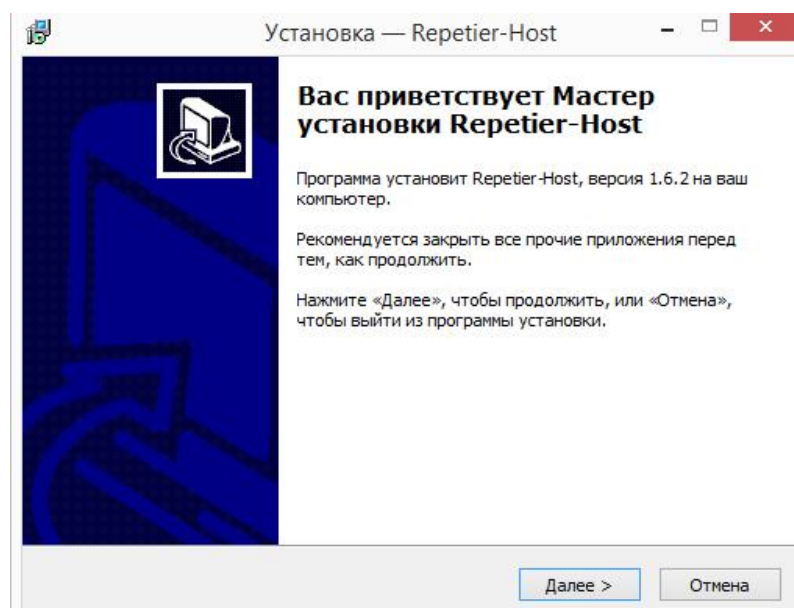 Установка — Repetier-Host
Вас приветствует Мастер
установки Repetier-Host
Программа установит Repetier-Host, версия 1.6.2 на ваш
компьютер.
Рекомендуется закрыть все прочие приложения перед
тем, как продолжить.
Нажмите «Далее», чтобы продолжить, или «Отмена»,
чтобы выйти из программы установки.
Далее >
Отмена